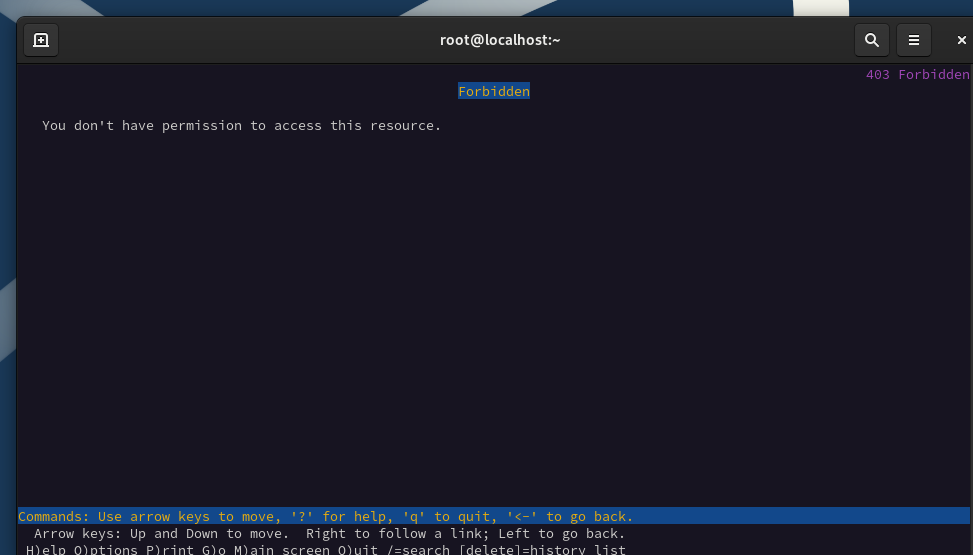 root@localhost:~
403 Forbidden
Forbidden
You don't have permission to access this resource.
Commands: Use arrow keys to move, '?' for help, 'q' to quit, '<-' to go back.
Arrow keys: Up and Down to move.  Right to follow a link; Left to go back.
H)elp O)ptions P)rint G)o M)ain screen Q)uit /=search [delete]=history list